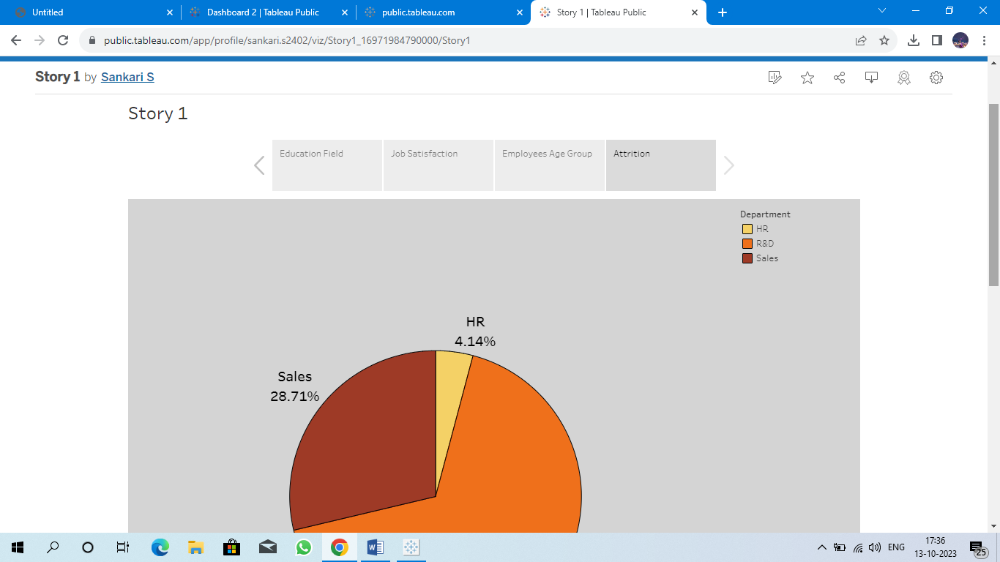 Untitled
Dashboard 2 | Tableau Public
public.tableau.com
Story 1 | Tableau Public
public.tableau.com/app/profile/sankari.s2402/viz/Story1_16971984790000/Story1
Story 1 by Sankari S
Story 1
Education Field
Job Satisfaction
Employees Age Group
Attrition
Department
HR
R&D
Sales
HR
4.14%
Sales
28.71%
ENG
17:36
13-10-2023
25